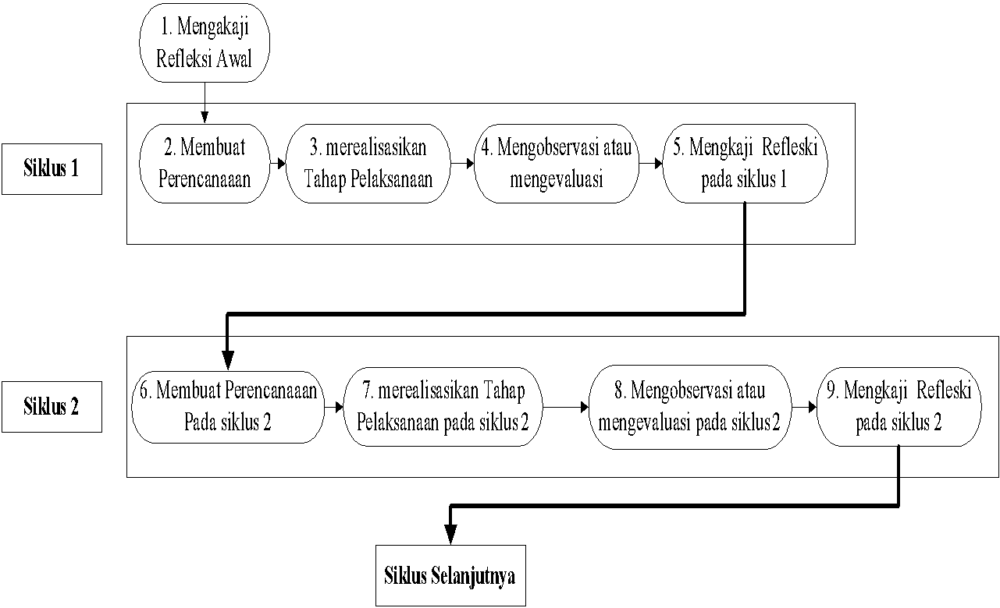 1. Mengakaji
Refleksi Awal
Siklus 1
2. Membuat
Perencanaaan
3. merealisasikan
Tahap Pelaksanaan
4. Mengobservasi atau
mengevaluasi
5. Mengkaji Refleski
pada siklus 1
Siklus 2
6. Membuat Perencanaaan
Pada siklus 2
7. merealisasikan Tahap
Pelaksanaan pada siklus 2
8. Mengobservasi atau
mengevaluasi pada siklus 2
9. Mengkaji Refleski
pada siklus 2
Siklus Selanjutnya